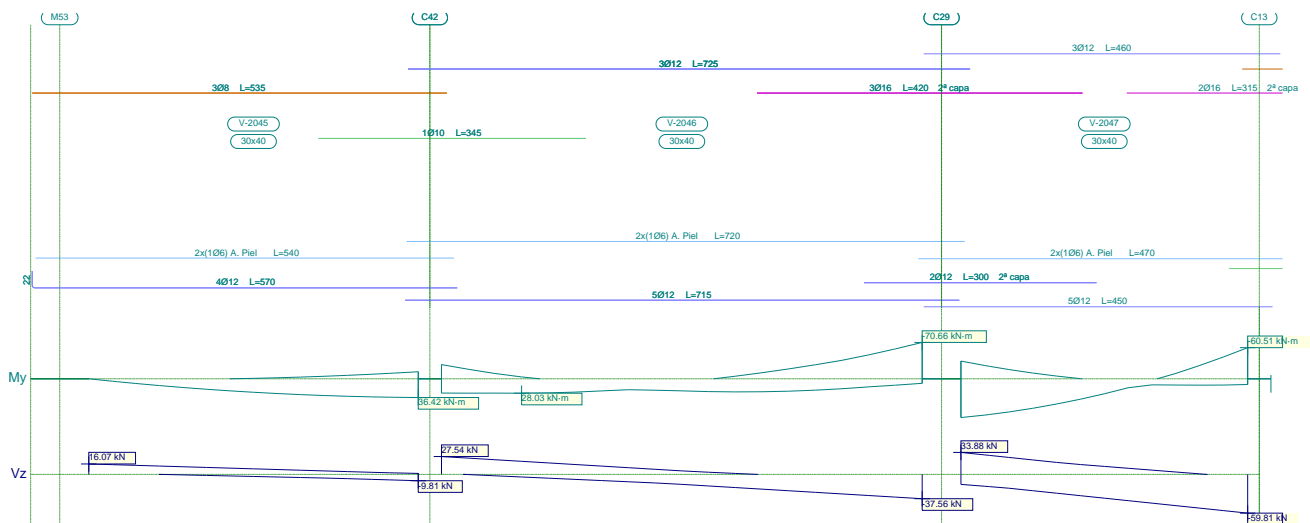 M53 C42 C29 C13
3Ø12 L=460
3Ø12 L=725
3Ø8 L=535 3Ø16 L=420 2ª capa 2Ø16 L=315 2ª capa
V-2045 V-2046 V-2047
1Ø10 L=345
30x40 30x40 30x40
2x(1Ø6) A. Piel L=720
2x(1Ø6) A. Piel L=540 2x(1Ø6) A. Piel L=470
22 4Ø12 L=570 2Ø12 L=300 2ª capa
5Ø12 L=715 5Ø12 L=450
-70.66 kN·m -60.51 kN·m
My
36.42 kN·m 28.03 kN·m
27.54 kN 33.88 kN
16.07 kN
Vz
-9.81 kN
-37.56 kN
-59.81 kN